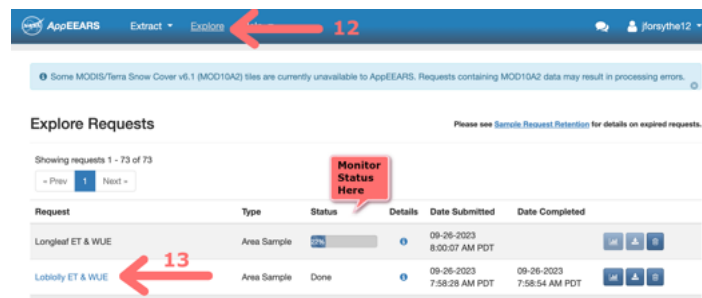 AppEEARS Extract Explore 12 jforsythe12
Some MODIS/Terra Snow Cover v6.1 (MOD10A2) tiles are currently unavailable to AppEEARS. Requests containing MOD10A2 data may result in processing errors.
Explore Requests
Please see Sample Request Retention for details on expired requests.
Showing requests 1 - 73 of 73
« Prev 1 Next »
Monitor
Status
Here
Request Type Status Details Date Submitted Date Completed
Longleaf ET & WUE Area Sample 27% 09-26-2023
8:00:07 AM PDT
13
Loblolly ET & WUE Area Sample Done 09-26-2023 09-26-2023
7:58:28 AM PDT 7:58:54 AM PDT